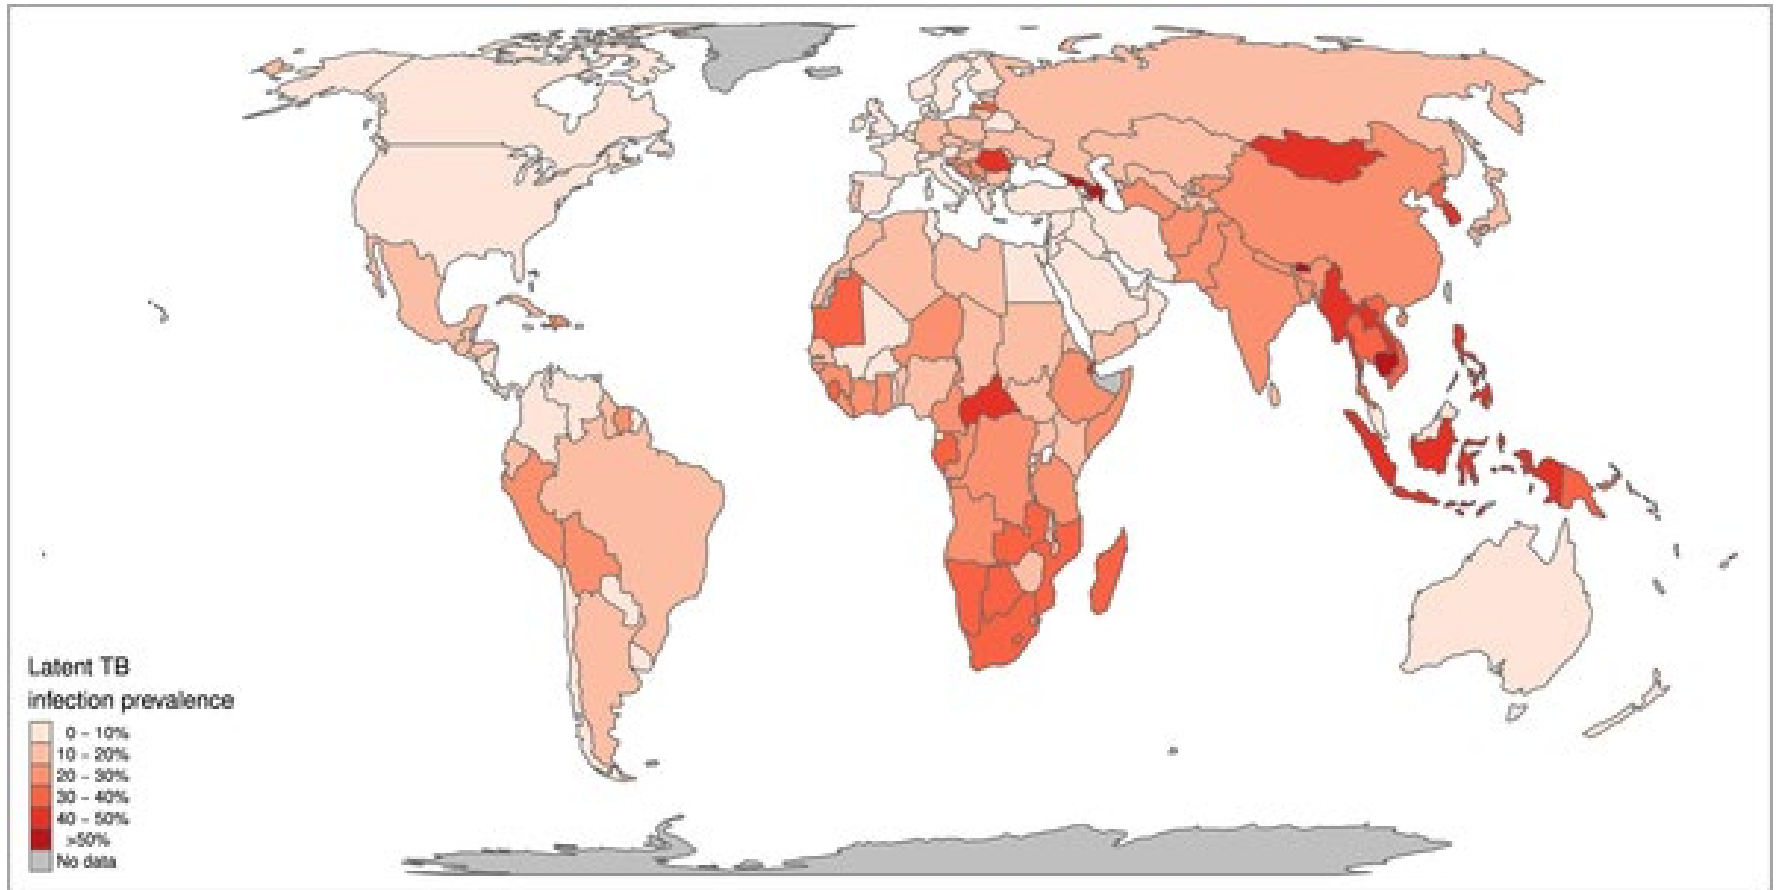 Latent TB
infection prevalence
0 – 10%
10 – 20%
20 – 30%
30 – 40%
40 – 50%
>50%
No data